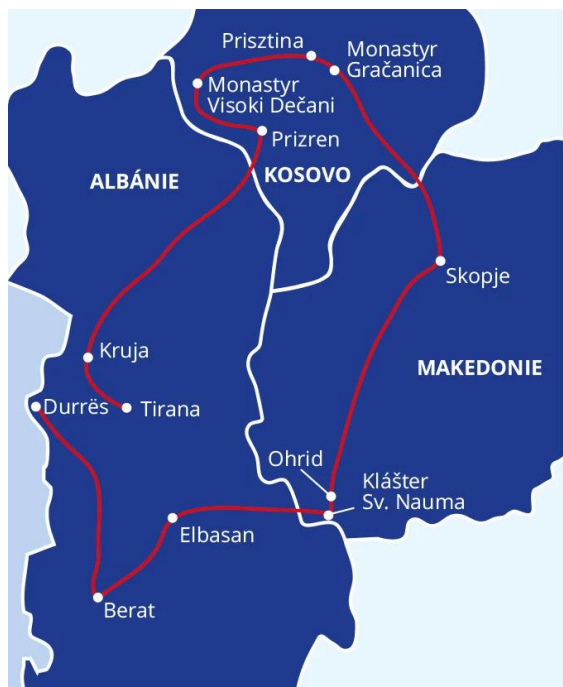 Prisztina
Monastyr
Gračanica
Monastyr
Visoki Dečani
Prizren
ALBÁNIE
KOSOVO
Skopje
Kruja
MAKEDONIE
Durrës
Tirana
Ohrid
Klášter
Sv. Nauma
Elbasan
Berat